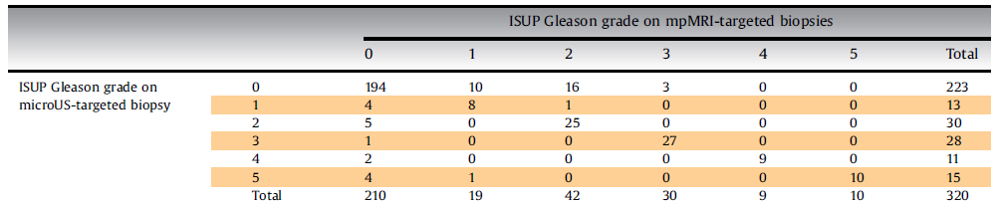 ISUP Gleason grade on mpMRI-targeted biopsies
0 1 2 3 4 5 Total
ISUP Gleason grade on 0 194 10 16 3 0 0 223
microUS-targeted biopsy 1 4 8 1 0 0 0 13
2 5 0 25 0 0 0 30
3 1 0 0 27 0 0 28
4 2 0 0 0 9 0 11
5 4 1 0 0 0 10 15
Total 210 19 42 30 9 10 320